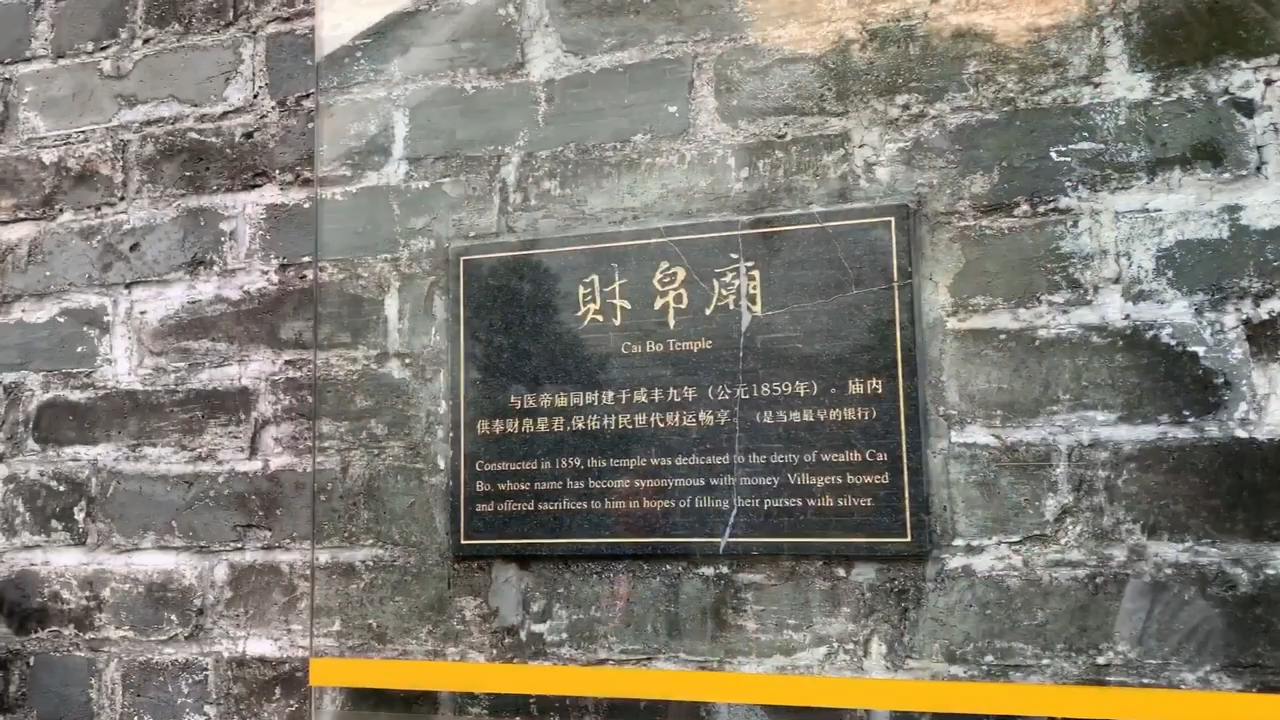 財帛廟
Cai Bo Temple
与医帝庙同时建于咸丰九年（公元1859年）。庙内
供奉财帛星君,保佑村民世代财运畅享。（是当地最早的银行）
Constructed in 1859, this temple was dedicated to the deity of wealth Cai
Bo, whose name has become synonymous with money Villagers bowed
and offered sacrifices to him in hopes of filling their purses with silver.